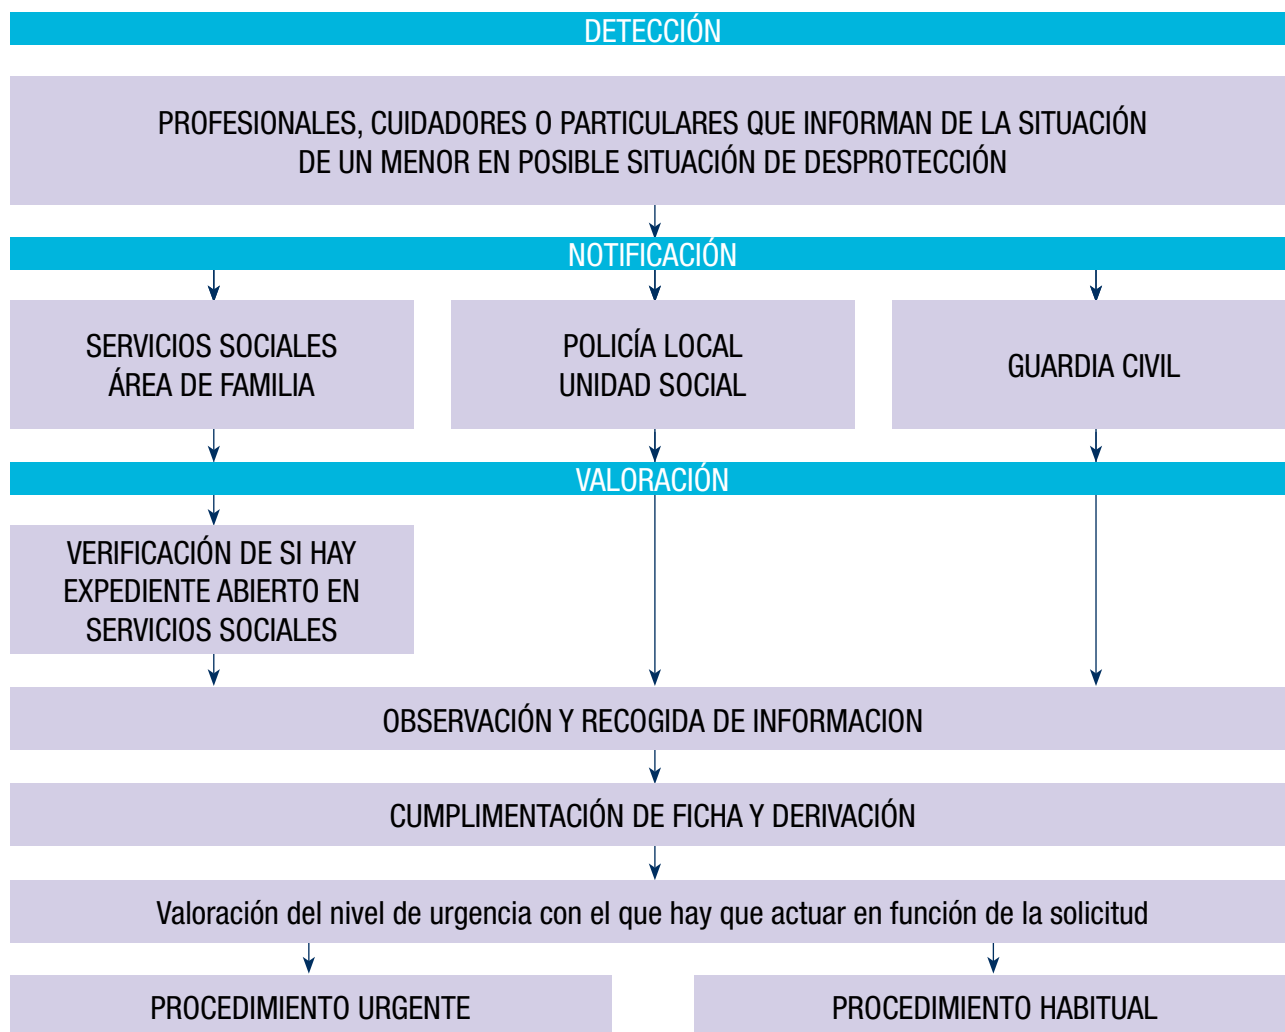 DETECCIÓN
PROFESIONALES, CUIDADORES O PARTICULARES QUE INFORMAN DE LA SITUACIÓN
DE UN MENOR EN POSIBLE SITUACIÓN DE DESPROTECCIÓN
NOTIFICACIÓN
SERVICIOS SOCIALES
ÁREA DE FAMILIA
POLICÍA LOCAL
UNIDAD SOCIAL
GUARDIA CIVIL
VALORACIÓN
VERIFICACIÓN DE SI HAY
EXPEDIENTE ABIERTO EN
SERVICIOS SOCIALES
OBSERVACIÓN Y RECOGIDA DE INFORMACION
CUMPLIMENTACIÓN DE FICHA Y DERIVACIÓN
Valoración del nivel de urgencia con el que hay que actuar en función de la solicitud
PROCEDIMIENTO URGENTE
PROCEDIMIENTO HABITUAL